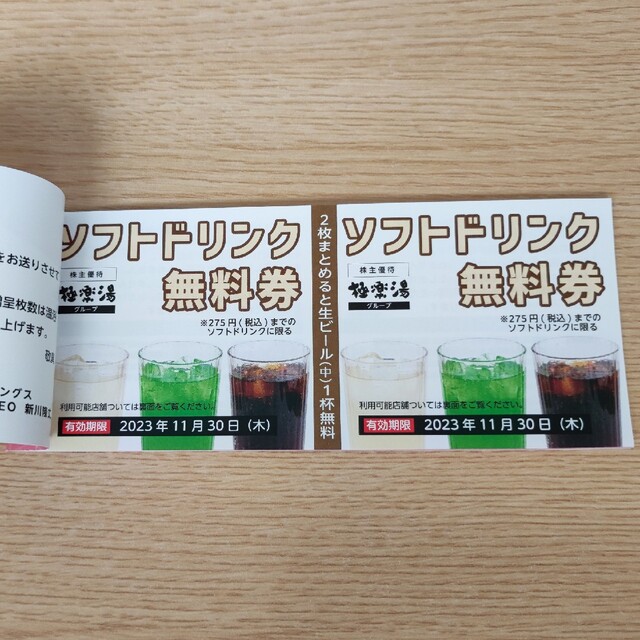 をお送りさせて
呈呈枚数は温浴
上げます。
敬具
ングス
EO 新川隆丈
ソフトドリンク
無料券
株主優待
極楽湯
グループ
※275円(税込)までの
ソフトドリンクに限る
利用可能店舗ついては裏面をご覧ください。
有効期限 2023年11月30日(木)
2枚まとめると生ビール(中)1杯無料
ソフトドリンク
無料券
株主優待
極楽湯
グループ
※275円(税込)までの
ソフトドリンクに限る
利用可能店舗ついては裏面をご覧ください。
有効期限 2023年11月30日(木)